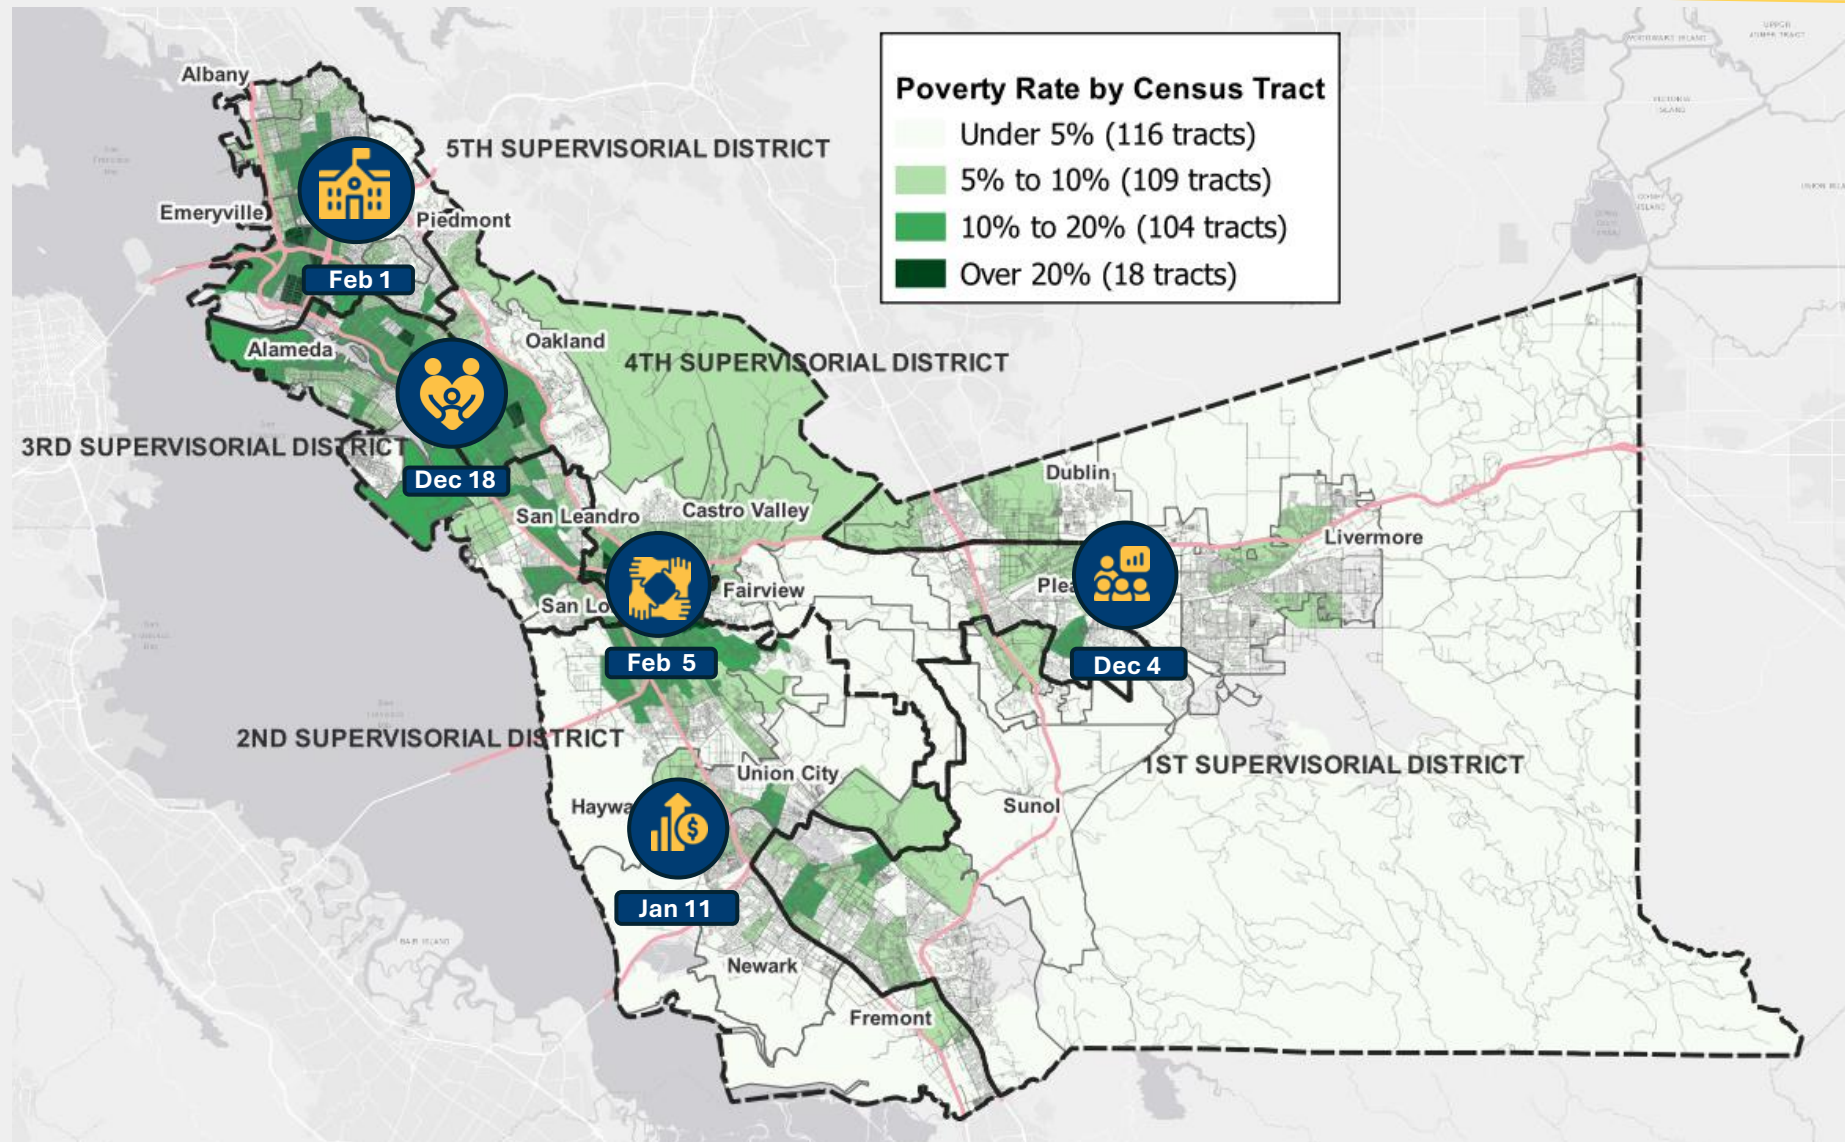 Albany
5TH SUPERVISORIAL DISTRICT
Emeryville
Piedmont
Feb 1
Poverty Rate by Census Tract
Under 5% (116 tracts)
5% to 10% (109 tracts)
10% to 20% (104 tracts)
Over 20% (18 tracts)
Alameda
Oakland
4TH SUPERVISORIAL DISTRICT
3RD SUPERVISORIAL DISTRICT
Dec 18
Dublin
San Leandro
Castro Valley
Livermore
Plea
Fairview
San Lo
Feb 5
Dec 4
2ND SUPERVISORIAL DISTRICT
1ST SUPERVISORIAL DISTRICT
Union City
Haywa
$
Sunol
Jan 11
BAIR ISLAND
Newark
Fremont